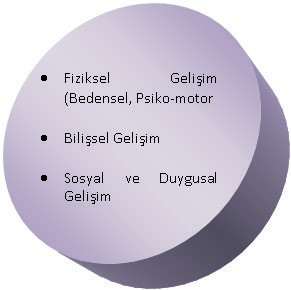 • Fiziksel Gelişim
(Bedensel, Psiko-motor
• Bilişsel Gelişim
• Sosyal ve Duygusal
Gelişim